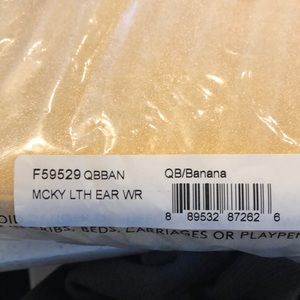 F59529 QBBAN QB/Banana
MCKY LTH EAR WR
8 89532 87262 6
RIBS, BEDS, CARRIAGES OR PLAYPEN